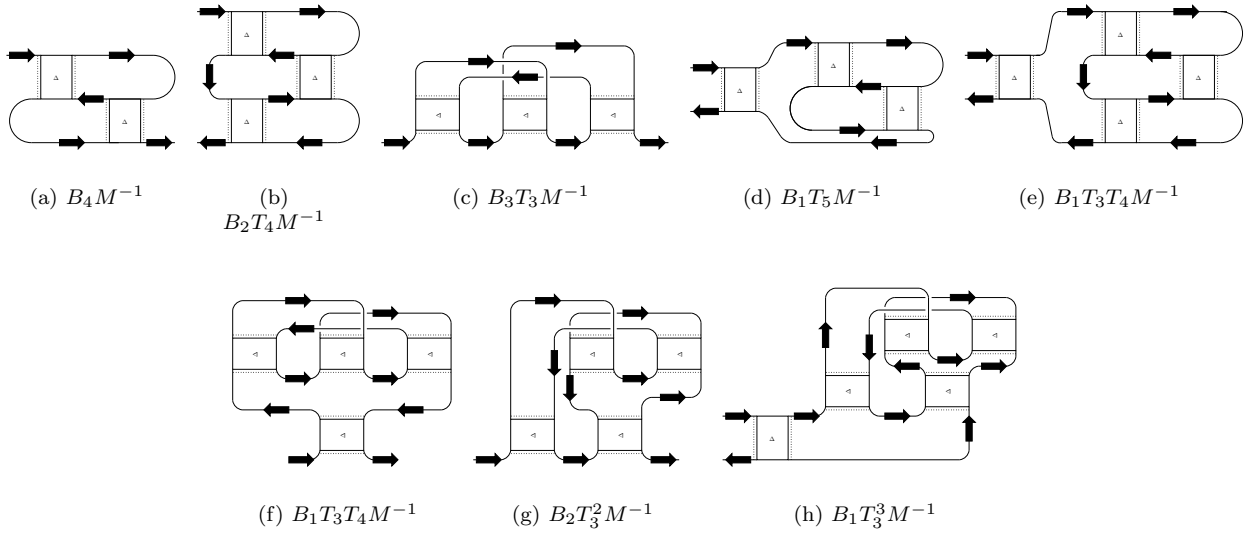 (a) $B_4M^{-1}$
(b) $B_2T_4M^{-1}$
(c) $B_3T_3M^{-1}$
(d) $B_1T_5M^{-1}$
(e) $B_1T_3T_4M^{-1}$
(f) $B_1T_3T_4M^{-1}$
(g) $B_2T_3^2M^{-1}$
(h) $B_1T_3^3M^{-1}$